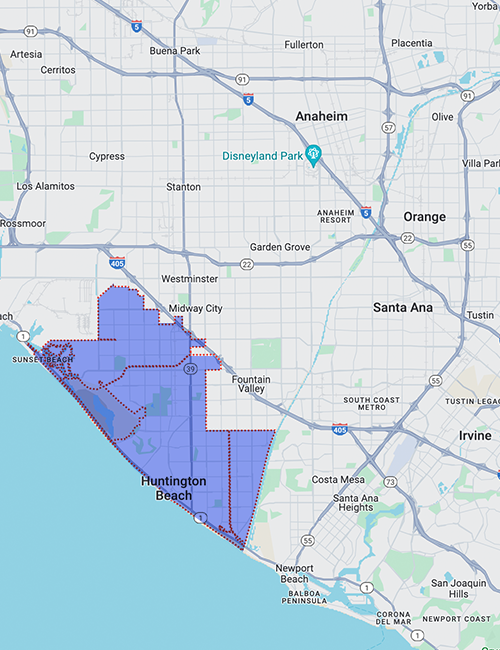 Yorba
Artesia
5
Buena Park
Fullerton
Placentia
Cerritos
91
91
5
91
Anaheim
57
Olive
Cypress
Disneyland Park
Villa Par
Los Alamitos
Stanton
ANAHEIM
RESORT
5
Orange
Rossmoor
Garden Grove
22
55
405
22
Westminster
Midway City
Santa Ana
Tustin
ach
1
SUNSET BEACH
39
Fountain
Valley
55
SOUTH COAST
METRO
TUSTIN LEGAC
405
Irvine
Huntington
Beach
Costa Mesa
73
Santa Ana
Heights
1
55
Newport
Beach
BALBOA
PENINSULA
1
San Joaquin
Hills
CORONA
DEL MAR
NEWPORT COAST
1